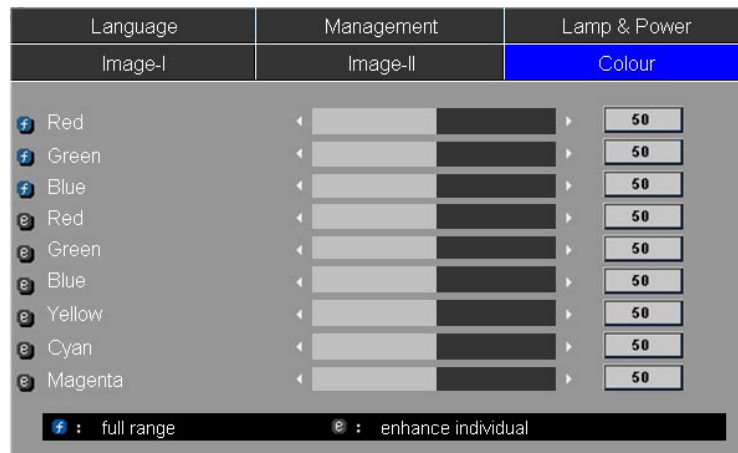 Language Management Lamp & Power
Image-I Image-II Colour
f Red 50
f Green 50
f Blue 50
e Red 50
e Green 50
e Blue 50
e Yellow 50
e Cyan 50
e Magenta 50
f : full range e : enhance individual